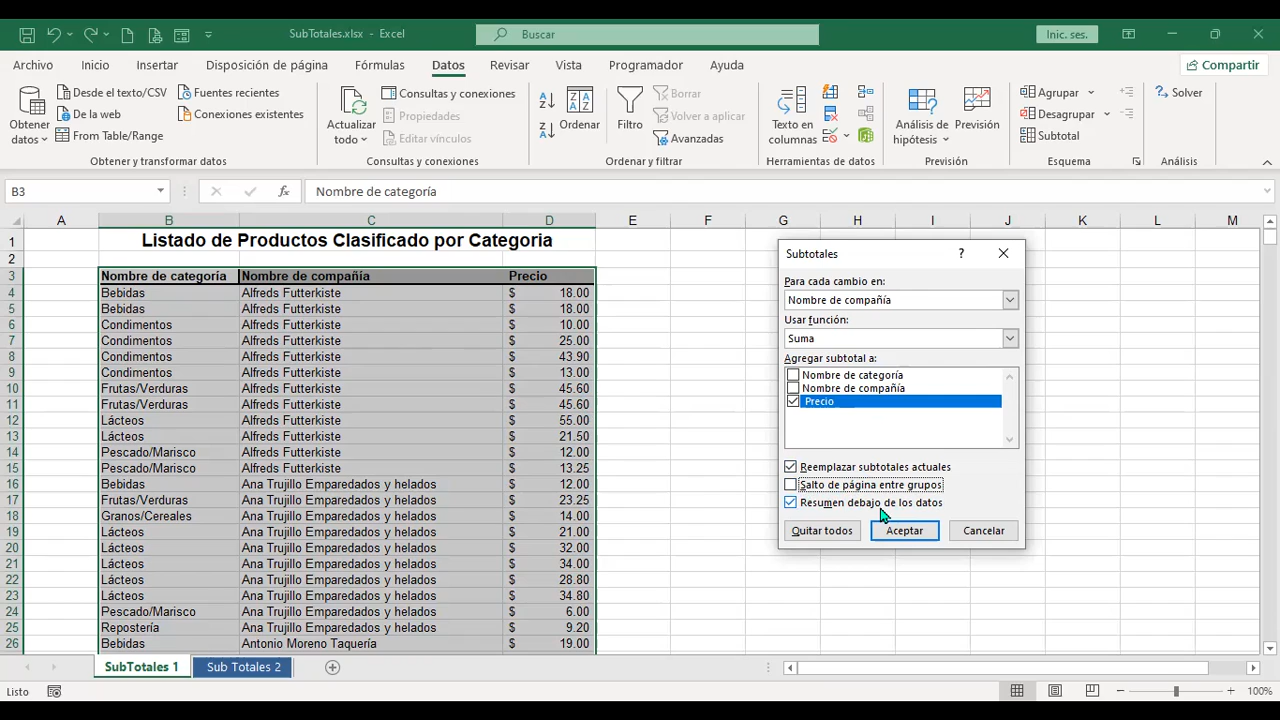 SubTotales.xlsx - Excel
Buscar
Inic. ses.
Archivo Inicio Insertar Disposición de página Fórmulas Datos Revisar Vista Programador Ayuda Compartir
Obtener datos
Desde el texto/CSV
De la web
From Table/Range
Fuentes recientes
Conexiones existentes
Obtener y transformar datos
Actualizar todo
Consultas y conexiones
Propiedades
Editar vínculos
Consultas y conexiones
Ordenar
Filtro
Borrar
Volver a aplicar
Avanzadas
Ordenar y filtrar
Texto en columnas
Herramientas de datos
Análisis de hipótesis
Previsión
Previsión
Agrupar
Desagrupar
Subtotal
Esquema
Solver
Análisis
B3 fx Nombre de categoría
A B C D E F G H I J K L M
1 Listado de Productos Clasificado por Categoria
2
3 Nombre de categoría Nombre de compañía Precio
4 Bebidas Alfreds Futterkiste $ 18.00
5 Bebidas Alfreds Futterkiste $ 18.00
6 Condimentos Alfreds Futterkiste $ 10.00
7 Condimentos Alfreds Futterkiste $ 25.00
8 Condimentos Alfreds Futterkiste $ 43.90
9 Condimentos Alfreds Futterkiste $ 13.00
10 Frutas/Verduras Alfreds Futterkiste $ 45.60
11 Frutas/Verduras Alfreds Futterkiste $ 45.60
12 Lácteos Alfreds Futterkiste $ 55.00
13 Lácteos Alfreds Futterkiste $ 21.50
14 Pescado/Marisco Alfreds Futterkiste $ 12.00
15 Pescado/Marisco Alfreds Futterkiste $ 13.25
16 Bebidas Ana Trujillo Emparedados y helados $ 12.00
17 Frutas/Verduras Ana Trujillo Emparedados y helados $ 23.25
18 Granos/Cereales Ana Trujillo Emparedados y helados $ 14.00
19 Lácteos Ana Trujillo Emparedados y helados $ 21.00
20 Lácteos Ana Trujillo Emparedados y helados $ 32.00
21 Lácteos Ana Trujillo Emparedados y helados $ 34.00
22 Lácteos Ana Trujillo Emparedados y helados $ 28.80
23 Lácteos Ana Trujillo Emparedados y helados $ 34.80
24 Pescado/Marisco Ana Trujillo Emparedados y helados $ 6.00
25 Repostería Ana Trujillo Emparedados y helados $ 9.20
26 Bebidas Antonio Moreno Taquería $ 19.00
Subtotales ?
Para cada cambio en:
Nombre de compañía
Usar función:
Suma
Agregar subtotal a:
Nombre de categoría
Nombre de compañía
Precio
Reemplazar subtotales actuales
Salto de página entre grupos
Resumen debajo de los datos
Quitar todos Aceptar Cancelar
SubTotales 1 Sub Totales 2
Listo 100%